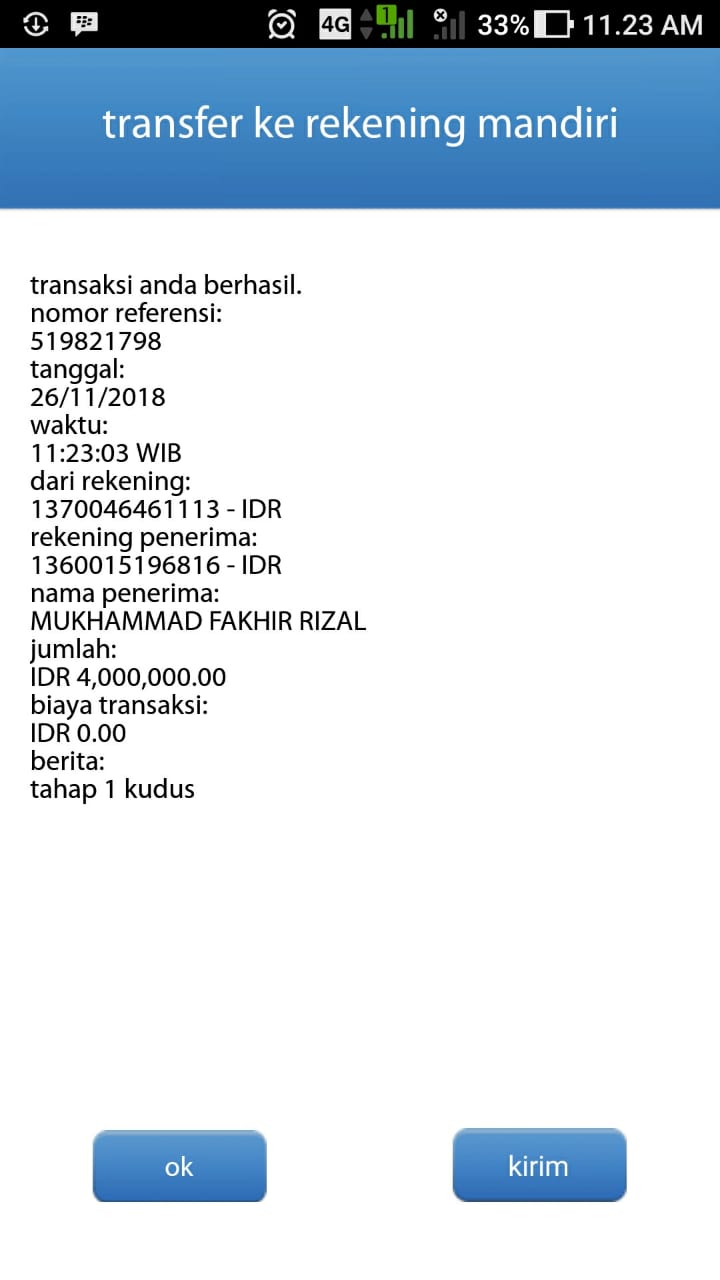 4G
1
33%
11.23 AM
transfer ke rekening mandiri
transaksi anda berhasil.
nomor referensi:
519821798
tanggal:
26/11/2018
waktu:
11:23:03 WIB
dari rekening:
1370046461113 - IDR
rekening penerima:
1360015196816 - IDR
nama penerima:
MUKHAMMAD FAKHIR RIZAL
jumlah:
IDR 4,000,000.00
biaya transaksi:
IDR 0.00
berita:
tahap 1 kudus
ok
kirim